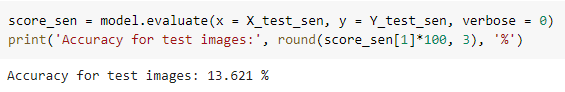 score_sen = model.evaluate(x = X_test_sen, y = Y_test_sen, verbose = 0)
print('Accuracy for test images:', round(score_sen[1]*100, 3), '%')
Accuracy for test images: 13.621 %